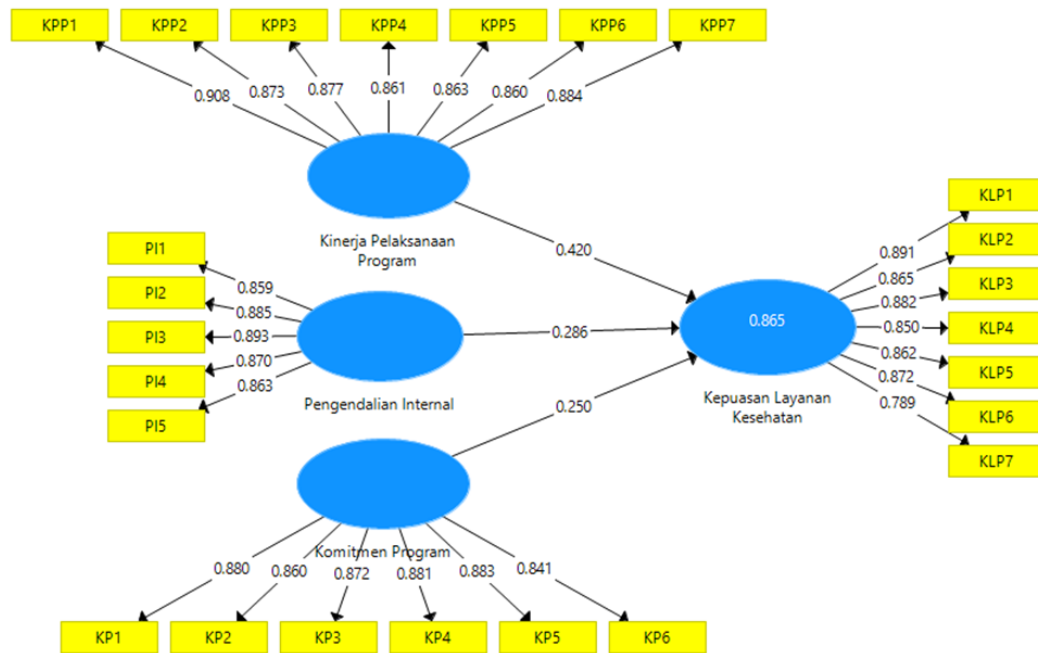 KPP1 KPP2 KPP3 KPP4 KPP5 KPP6 KPP7
0.908 0.873 0.877 0.861 0.863 0.860 0.884
Kinerja Pelaksanaan
Program
0.420
PI1
PI2
PI3
PI4
PI5
0.859
0.885
0.893
0.870
0.863
Pengendalian Internal
0.286
0.250
0.865
Kepuasan Layanan
Kesehatan
0.891
0.865
0.882
0.850
0.862
0.872
0.789
KLP1
KLP2
KLP3
KLP4
KLP5
KLP6
KLP7
Komitmen Program
0.880 0.860 0.872 0.881 0.883 0.841
KP1 KP2 KP3 KP4 KP5 KP6